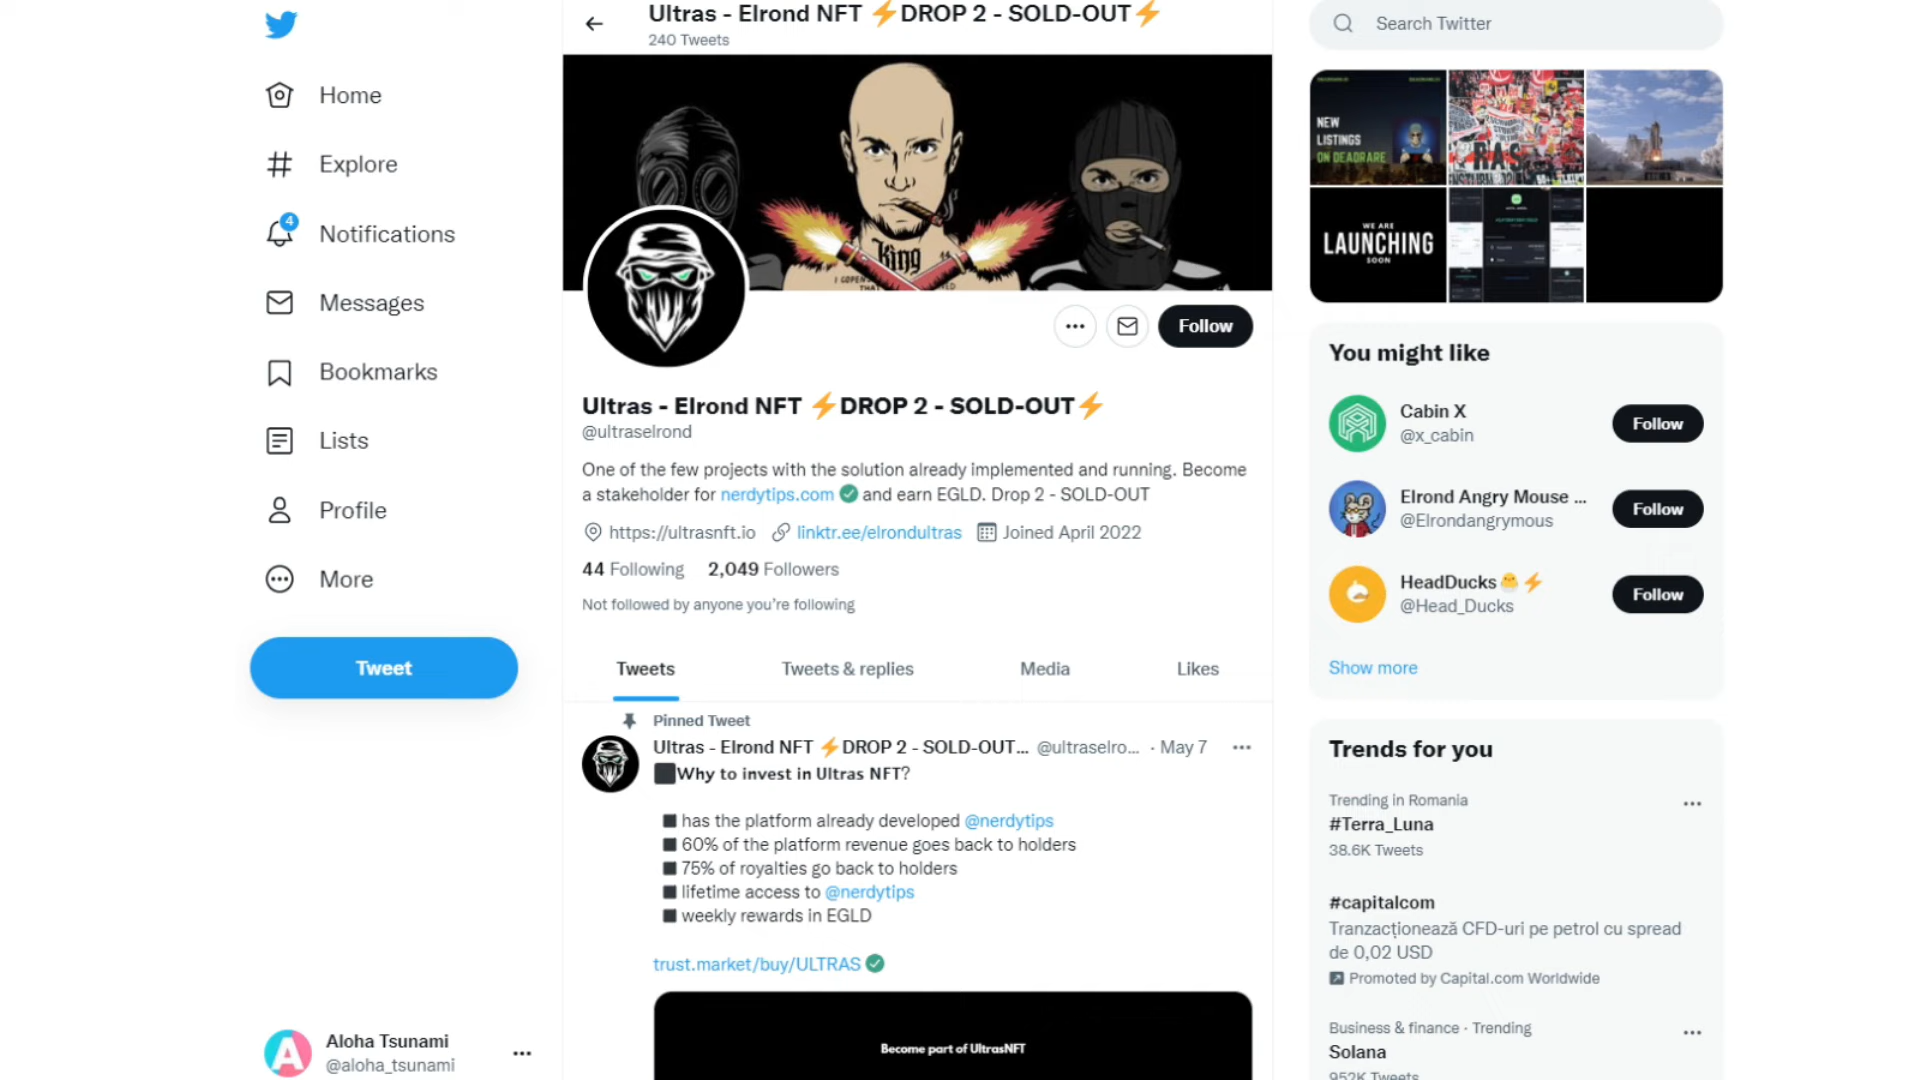 Home
Explore
4
Notifications
Messages
Bookmarks
Lists
Profile
More
Tweet
Aloha Tsunami
@aloha_tsunami
Ultras - Elrond NFT ⚡DROP 2 - SOLD-OUT⚡
240 Tweets
King
Follow
Ultras - Elrond NFT ⚡DROP 2 - SOLD-OUT⚡
@ultraselrond
One of the few projects with the solution already implemented and running. Become
a stakeholder for nerdytips.com ✅ and earn EGLD. Drop 2 - SOLD-OUT
https://ultrasnft.io linktr.ee/elrondultras Joined April 2022
44 Following 2,049 Followers
Not followed by anyone you’re following
Tweets Tweets & replies Media Likes
Pinned Tweet
Ultras - Elrond NFT ⚡DROP 2 - SOLD-OUT... @ultraselro... · May 7
⬛Why to invest in Ultras NFT?
◼ has the platform already developed @nerdytips
◼ 60% of the platform revenue goes back to holders
◼ 75% of royalties go back to holders
◼ lifetime access to @nerdytips
◼ weekly rewards in EGLD
trust.market/buy/ULTRAS ✅
Become part of UltrasNFT
Search Twitter
NEW
LISTINGS
ON DEADRARE
RAS
WE ARE
LAUNCHING
SOON
You might like
Cabin X
@x_cabin
Follow
Elrond Angry Mouse ...
@Elrondangrymous
Follow
HeadDucks🐣⚡
@Head_Ducks
Follow
Show more
Trends for you
Trending in Romania
#Terra_Luna
38.6K Tweets
#capitalcom
Tranzacționează CFD-uri pe petrol cu spread
de 0,02 USD
Promoted by Capital.com Worldwide
Business & finance · Trending
Solana
952K Tweets